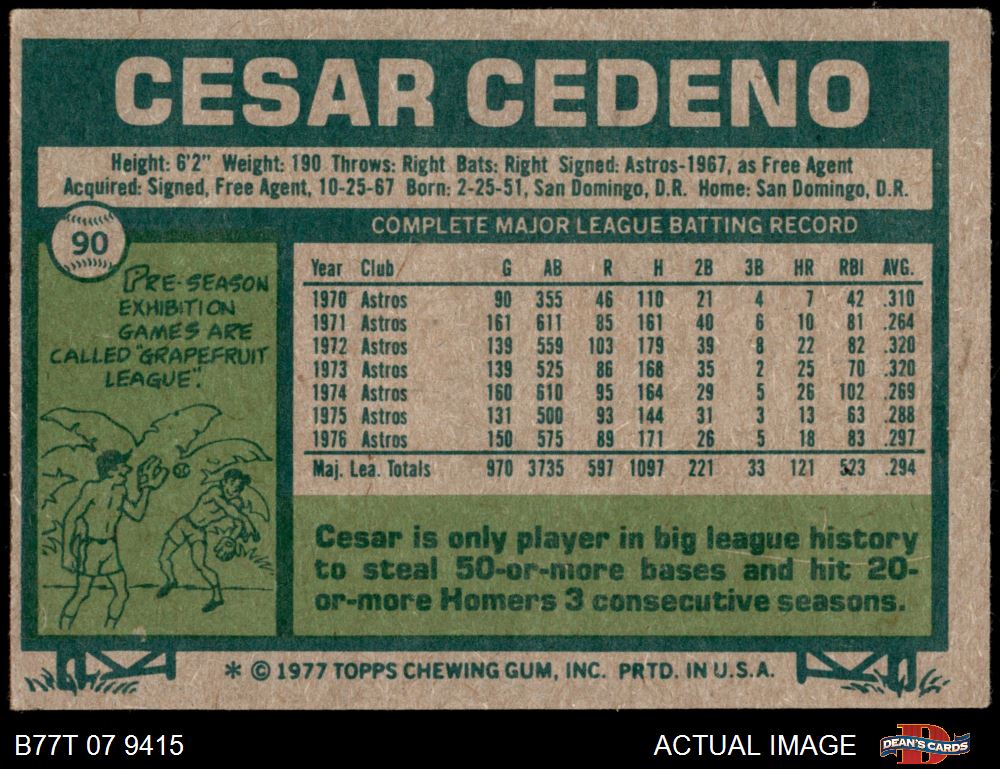 CESAR CEDENO
Height: 6'2" Weight: 190 Throws: Right Bats: Right Signed: Astros-1967, as Free Agent
Acquired: Signed, Free Agent, 10-25-67 Born: 2-25-51, San Domingo, D.R. Home: San Domingo, D.R.
90
PRE-SEASON
EXHIBITION
GAMES ARE
CALLED "GRAPEFRUIT
LEAGUE".
COMPLETE MAJOR LEAGUE BATTING RECORD
Year Club G AB R H 2B 3B HR RBI AVG.
1970 Astros 90 355 46 110 21 4 7 42 .310
1971 Astros 161 611 85 161 40 6 10 81 .264
1972 Astros 139 559 103 179 39 8 22 82 .320
1973 Astros 139 525 86 168 35 2 25 70 .320
1974 Astros 160 610 95 164 29 5 26 102 .269
1975 Astros 131 500 93 144 31 3 13 63 .288
1976 Astros 150 575 89 171 26 5 18 83 .297
Maj. Lea. Totals 970 3735 597 1097 221 33 121 523 .294
Cesar is only player in big league history
to steal 50-or-more bases and hit 20-
or-more Homers 3 consecutive seasons.
* © 1977 TOPPS CHEWING GUM, INC. PRTD. IN U.S.A.
B77T 07 9415
ACTUAL IMAGE
DEAN'S CARDS